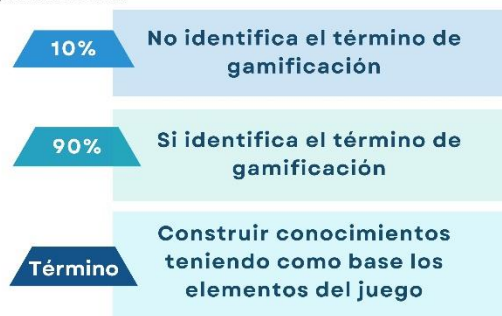 10%
No identifica el término de
gamificación
90%
Si identifica el término de
gamificación
Término
Construir conocimientos
teniendo como base los
elementos del juego